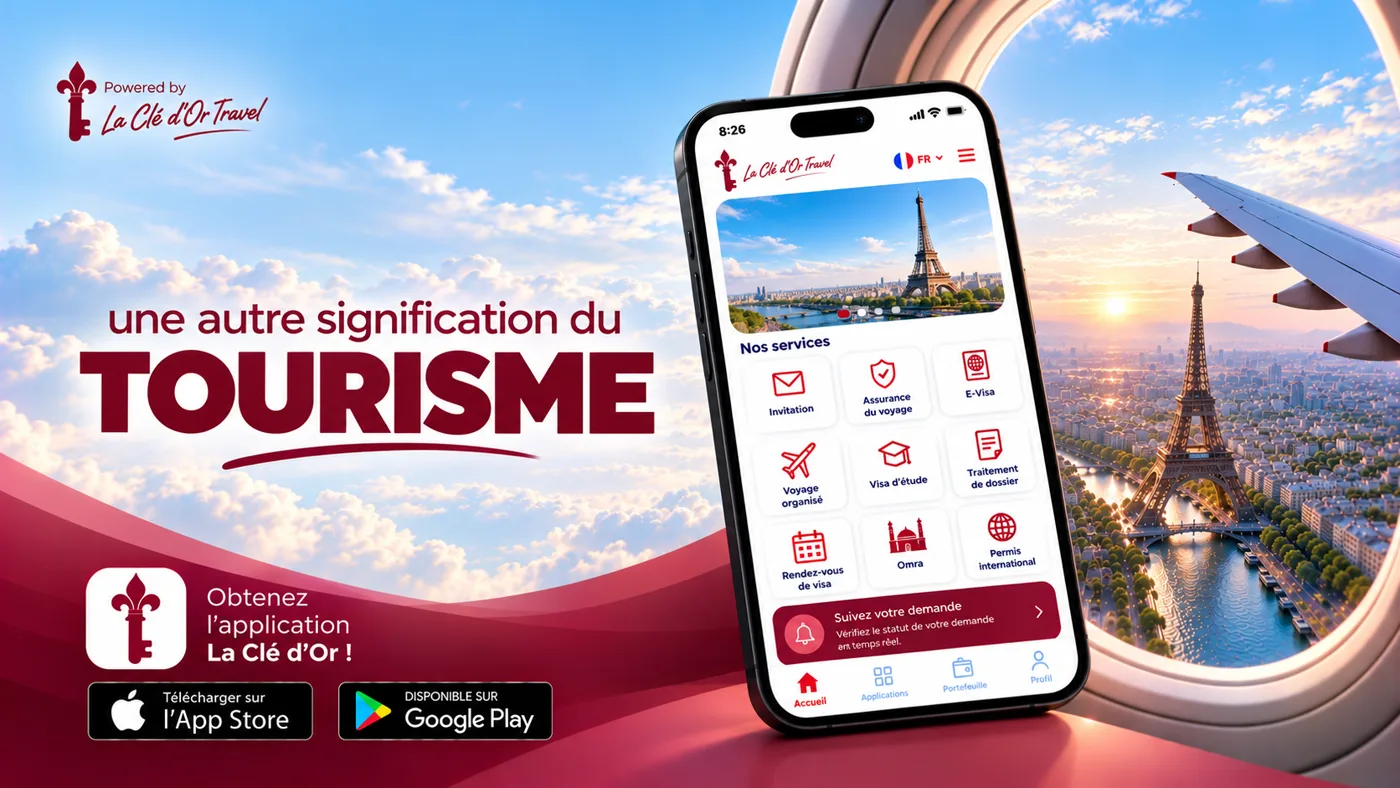 Powered by
La Clé d'Or Travel
une autre signification du
TOURISME
Obtenez
l'application
La Clé d'Or !
Télécharger sur
l'App Store
DISPONIBLE SUR
Google Play
8:26
La Clé d'Or Travel
FR
Nos services
Invitation
Assurance
du voyage
E-Visa
Voyage
organisé
Visa d'étude
Traitement
de dossier
Rendez-vous
de visa
Omra
Permis
international
Suivez votre demande
Vérifiez le statut de votre demande
en temps réel.
Accueil
Applications
Portefeuille
Profil